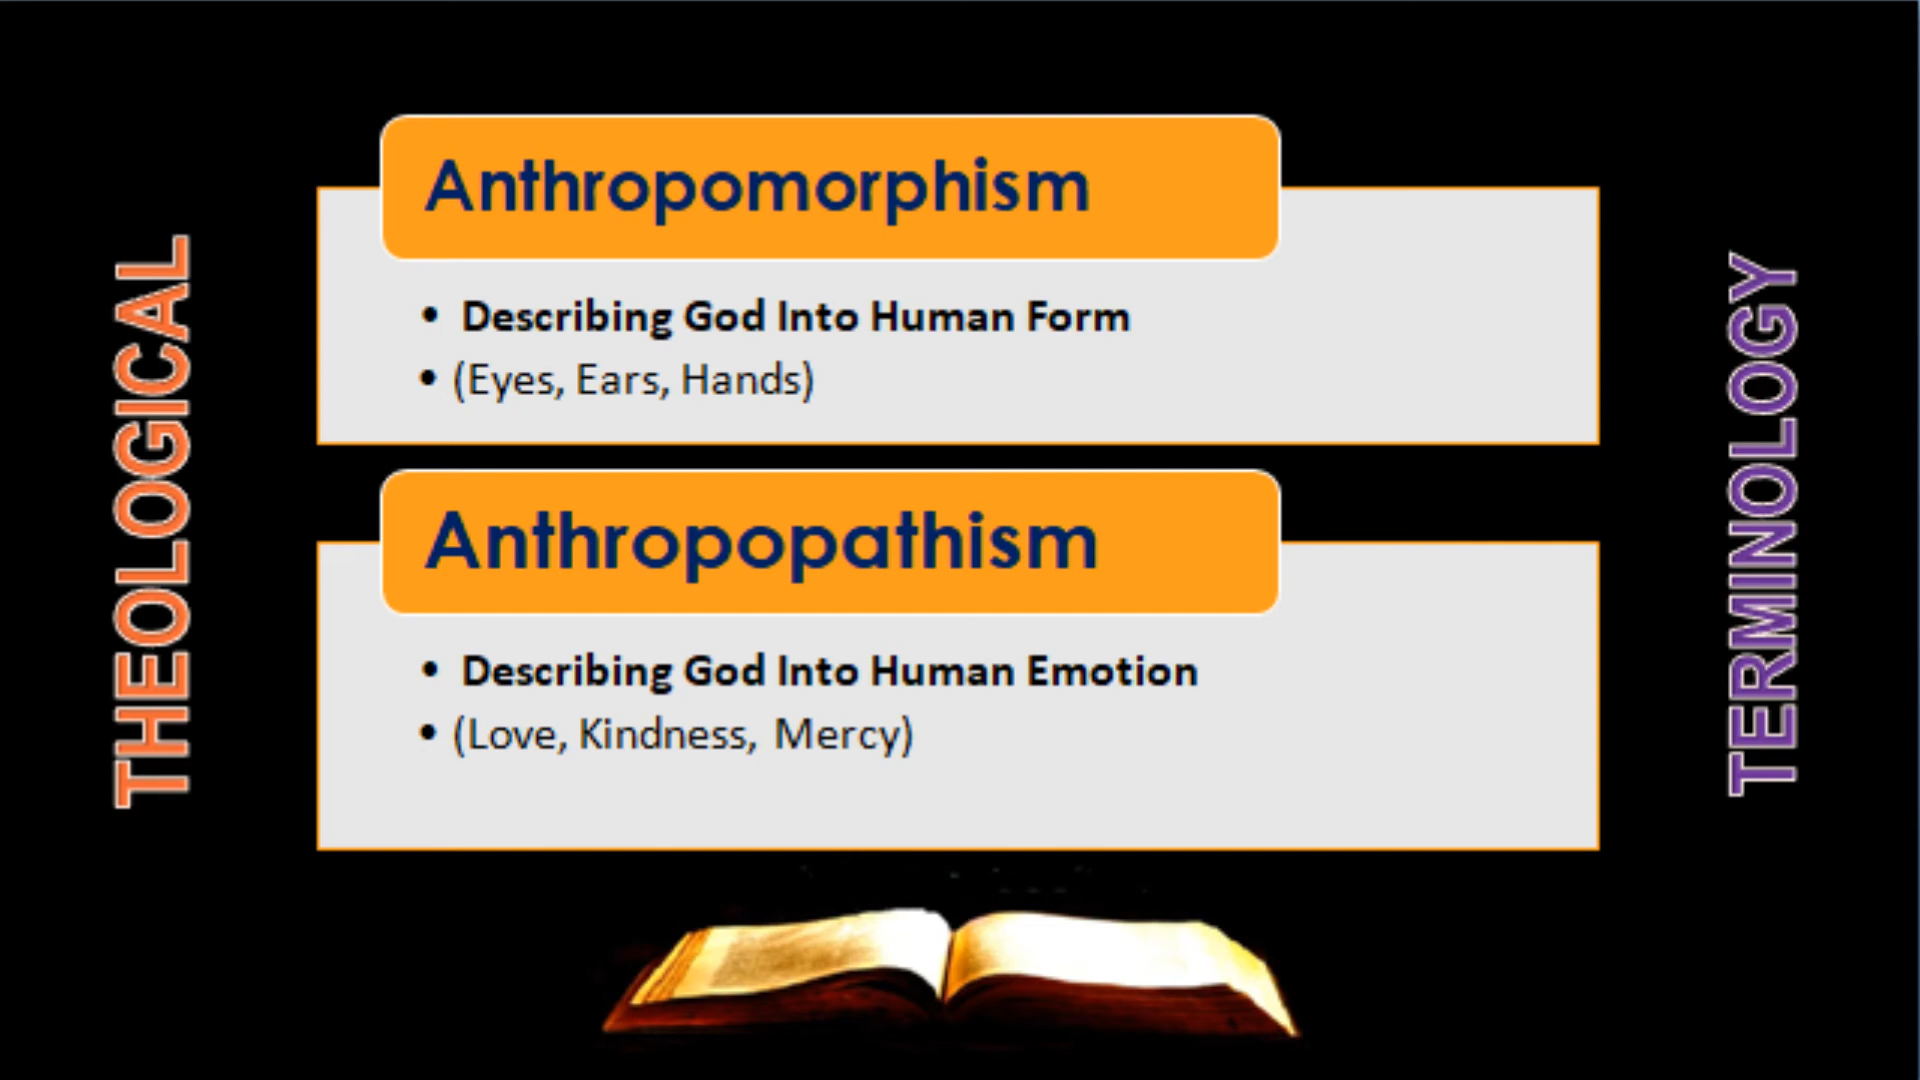 THEOLOGICAL
Anthropomorphism
• Describing God Into Human Form
• (Eyes, Ears, Hands)
Anthropopathism
• Describing God Into Human Emotion
• (Love, Kindness, Mercy)
TERMINOLOGY